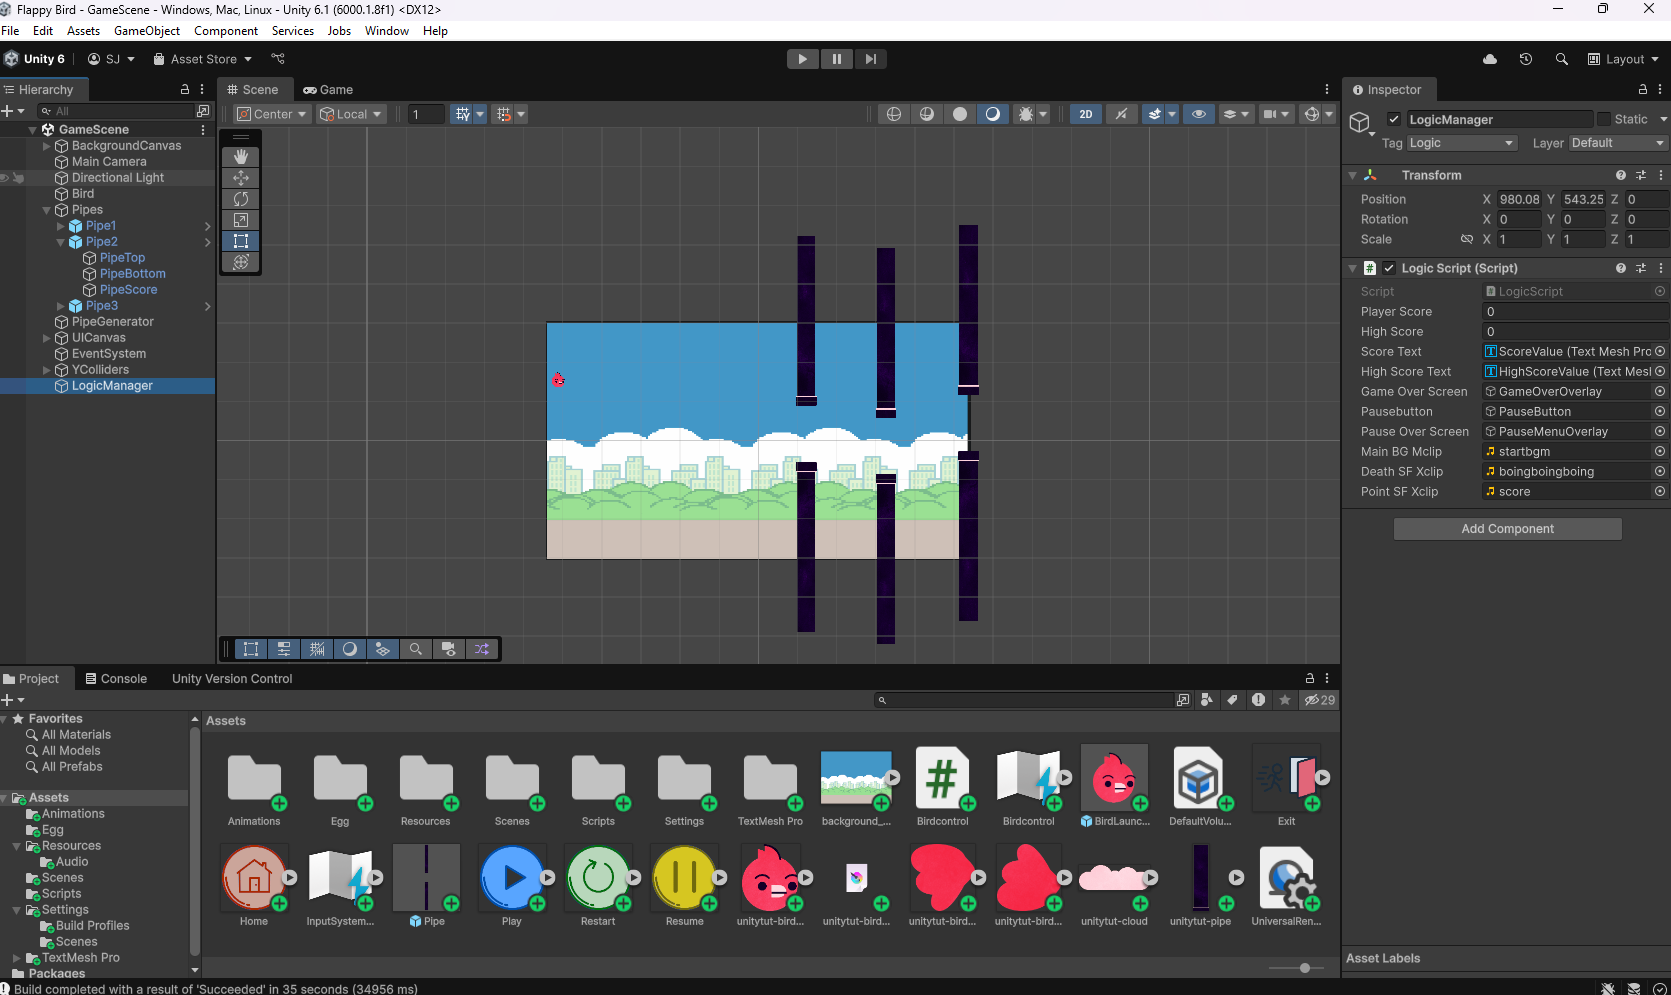 Flappy Bird - GameScene - Windows, Mac, Linux - Unity 6.1 (6000.1.8f1) <DX12>
File Edit Assets GameObject Component Services Jobs Window Help
Unity 6 SJ Asset Store Layout
Hierarchy
All
GameScene
BackgroundCanvas
Main Camera
Directional Light
Bird
Pipes
Pipe1
Pipe2
PipeTop
PipeBottom
PipeScore
Pipe3
PipeGenerator
UICanvas
EventSystem
YColliders
LogicManager
Scene Game
Center Local 1 2D
Inspector
LogicManager Static
Tag Logic Layer Default
Transform
Position X 980.08 Y 543.25 Z 0
Rotation X 0 Y 0 Z 0
Scale X 1 Y 1 Z 1
# Logic Script (Script)
Script LogicScript
Player Score 0
High Score 0
Score Text ScoreValue (Text Mesh Pro
High Score Text HighScoreValue (Text Mesl
Game Over Screen GameOverOverlay
Pausebutton PauseButton
Pause Over Screen PauseMenuOverlay
Main BG Mclip startbgm
Death SF Xclip boingboingboing
Point SF Xclip score
Add Component
Asset Labels
Project Console Unity Version Control
29
Favorites
All Materials
All Models
All Prefabs
Assets
Animations
Egg
Resources
Audio
Scenes
Scripts
Settings
Build Profiles
Scenes
TextMesh Pro
Packages
Assets
Animations Egg Resources Scenes Scripts Settings TextMesh Pro background_... Birdcontrol Birdcontrol BirdLaunc... DefaultVolu... Exit
Home InputSystem... Pipe Play Restart Resume unitytut-bird... unitytut-bird... unitytut-bird... unitytut-bird... unitytut-cloud unitytut-pipe UniversalRen...
Build completed with a result of 'Succeeded' in 35 seconds (34956 ms)